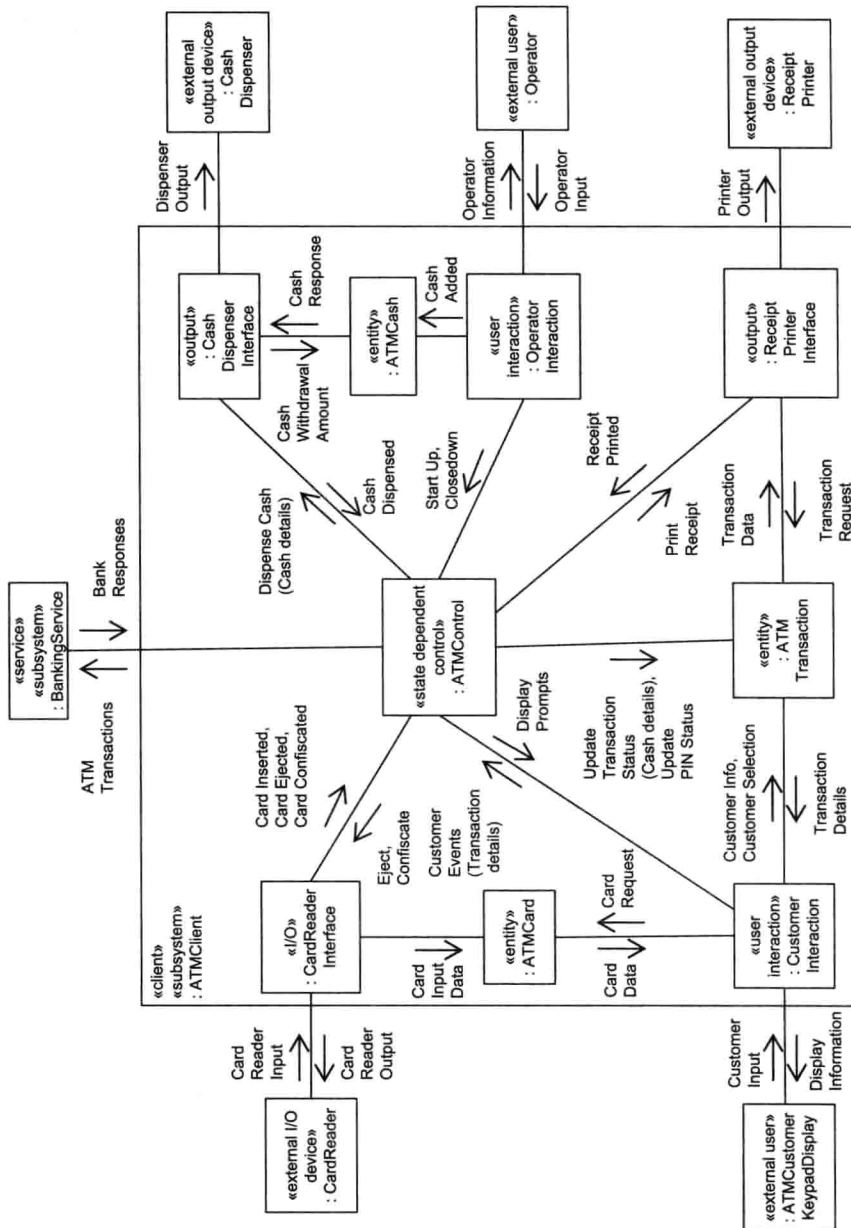 «service»
«subsystem»
: BankingService
ATM
Transactions
Bank
Responses
«client»
«subsystem»
: ATMClient
«external I/O
device»
: CardReader
Card
Reader
Input
Card
Reader
Output
«I/O»
: CardReader
Interface
Card Inserted,
Card Ejected,
Card Confiscated
Eject,
Confiscate
Dispense Cash
(Cash details)
Cash
Dispensed
«output»
: Cash
Dispenser
Interface
Dispenser
Output
«external
output device»
: Cash
Dispenser
Card
Input
Data
«entity»
: ATMCard
Card
Request
Card
Data
Customer
Events
(Transaction
details)
Display
Prompts
«state dependent
control»
: ATMControl
Cash
Withdrawal
Amount
Cash
Response
«entity»
: ATMCash
Cash
Added
Start Up,
Closedown
«user
interaction»
: Operator
Interaction
Operator
Information
Operator
Input
«external user»
: Operator
Update
Transaction
Status
(Cash details),
Update
PIN Status
Print
Receipt
Receipt
Printed
«external user»
: ATMCustomer
KeypadDisplay
Customer
Input
Display
Information
«user
interaction»
: Customer
Interaction
Customer Info,
Customer Selection
Transaction
Details
«entity»
: ATM
Transaction
Transaction
Data
Transaction
Request
«output»
: Receipt
Printer
Interface
Printer
Output
«external output
device»
: Receipt
Printer